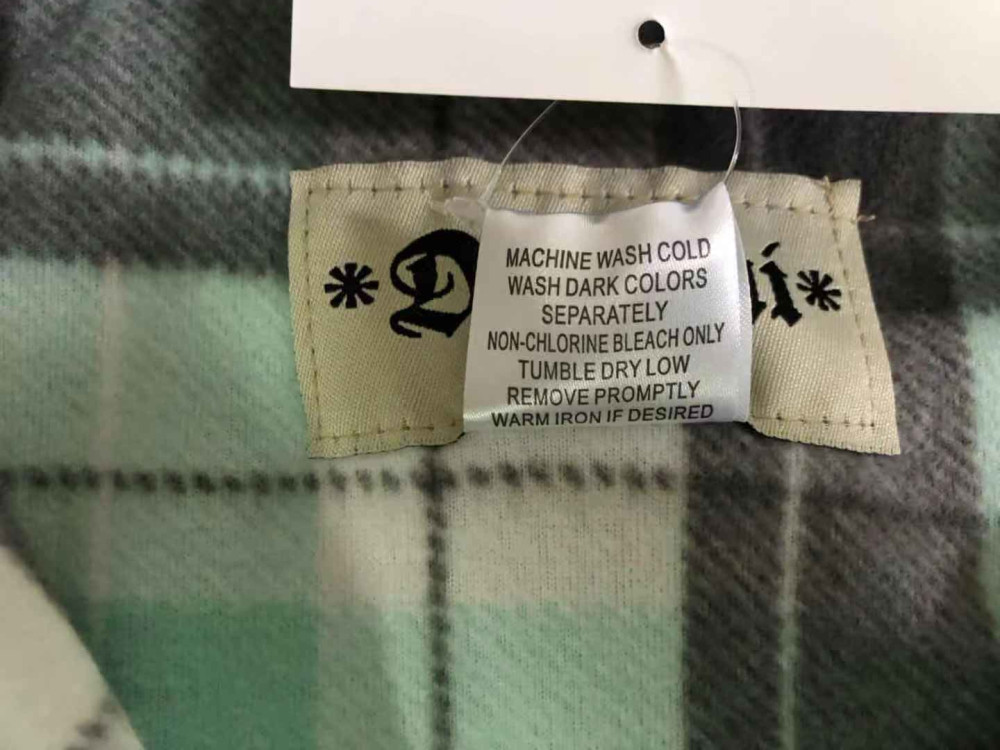 MACHINE WASH COLD
WASH DARK COLORS
SEPARATELY
NON-CHLORINE BLEACH ONLY
TUMBLE DRY LOW
REMOVE PROMPTLY
WARM IRON IF DESIRED